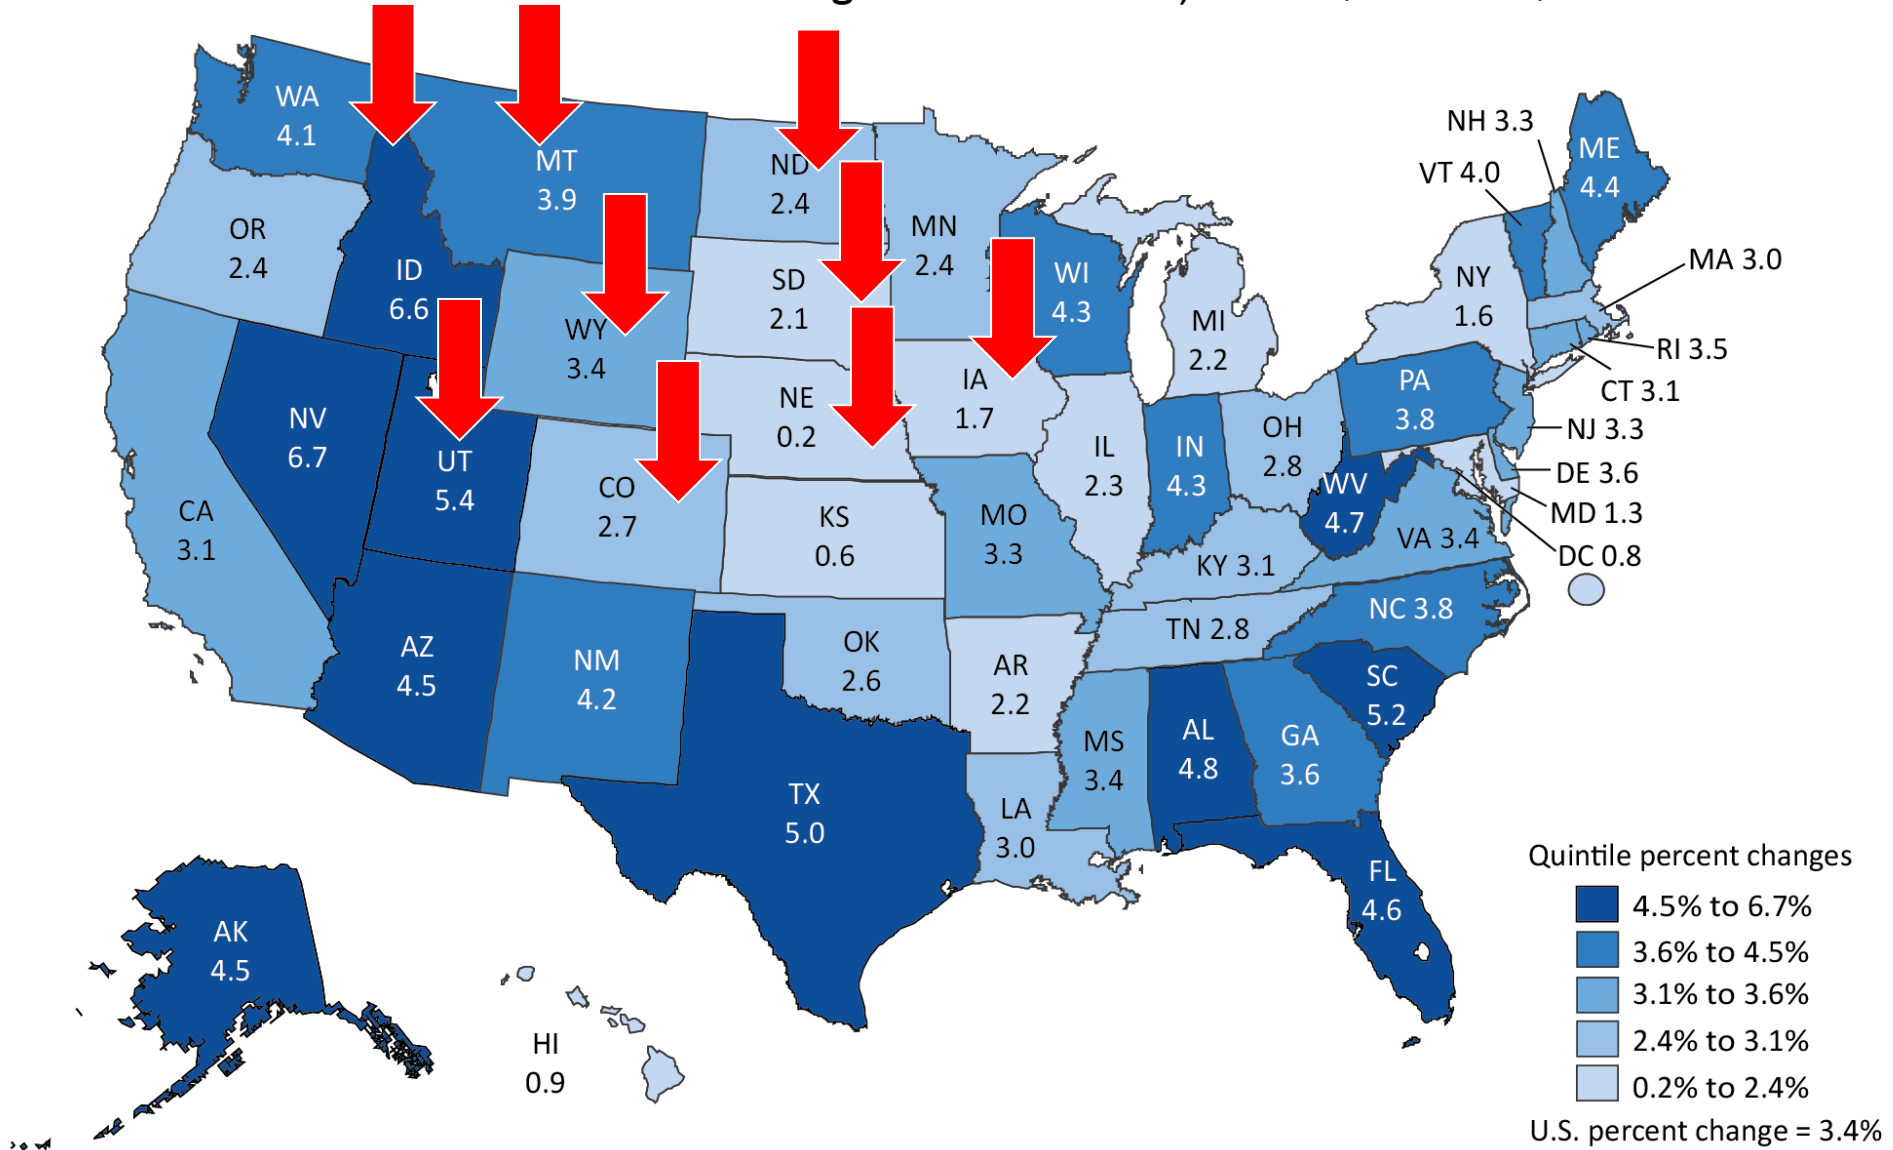 WA
4.1
MT
3.9
ND
2.4
OR
2.4
ID
6.6
MN
2.4
SD
2.1
WI
4.3
WY
3.4
MI
2.2
NY
1.6
NH 3.3
VT 4.0
ME
4.4
MA 3.0
RI 3.5
CT 3.1
NJ 3.3
DE 3.6
MD 1.3
DC 0.8
NE
0.2
IA
1.7
PA
3.8
NV
6.7
UT
5.4
CO
2.7
IL
2.3
IN
4.3
OH
2.8
WV
4.7
CA
3.1
KS
0.6
MO
3.3
KY 3.1
VA 3.4
NC 3.8
TN 2.8
AZ
4.5
NM
4.2
OK
2.6
AR
2.2
SC
5.2
MS
3.4
AL
4.8
GA
3.6
TX
5.0
LA
3.0
FL
4.6
AK
4.5
HI
0.9
Quintile percent changes
4.5% to 6.7%
3.6% to 4.5%
3.1% to 3.6%
2.4% to 3.1%
0.2% to 2.4%
U.S. percent change = 3.4%